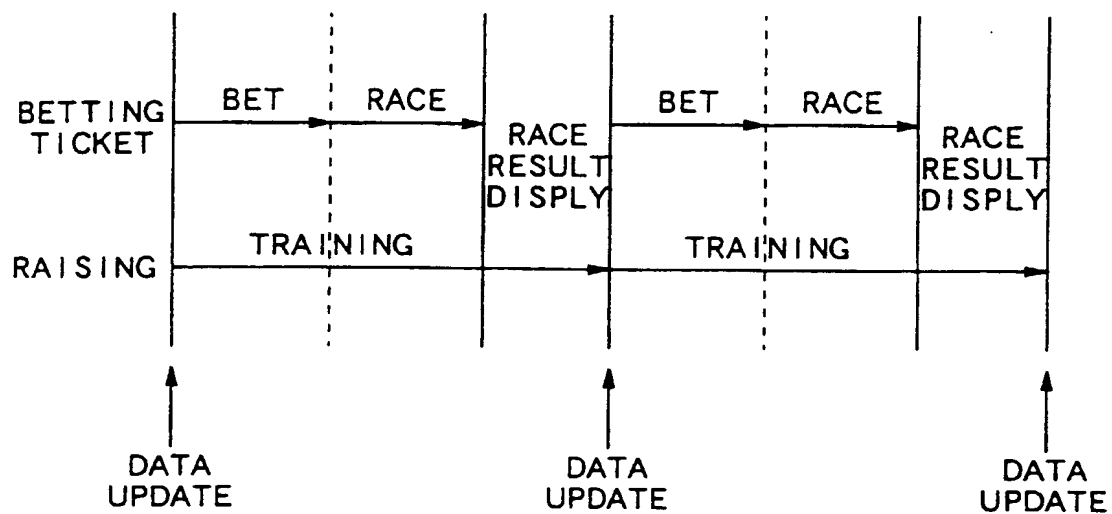 BETTING
TICKET
BET
RACE
RACE
RESULT
DISPLY
BET
RACE
RACE
RESULT
DISPLY
RAISING
TRAINING
TRAINING
DATA
UPDATE
DATA
UPDATE
DATA
UPDATE